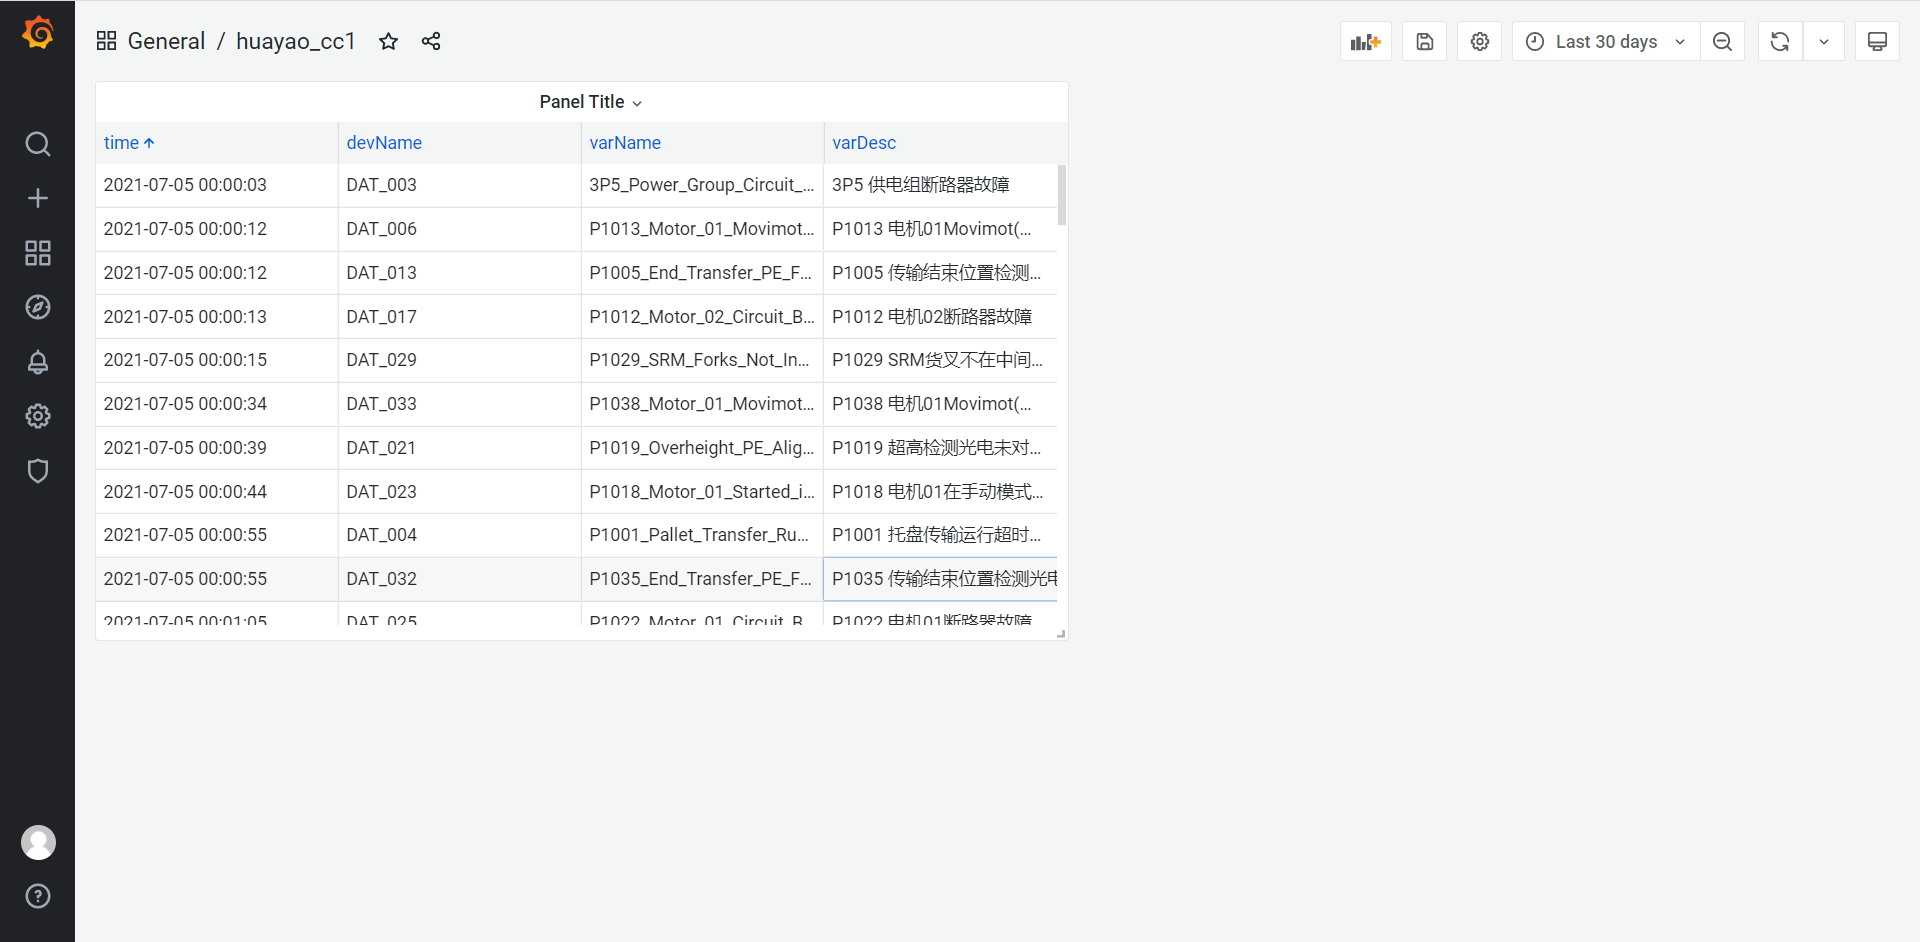 General / huayao_cc1
Last 30 days
Panel Title
time devName varName varDesc
2021-07-05 00:00:03 DAT_003 3P5_Power_Group_Circuit_... 3P5 供电组断路器故障
2021-07-05 00:00:12 DAT_006 P1013_Motor_01_Movimot... P1013 电机01Movimot(...
2021-07-05 00:00:12 DAT_013 P1005_End_Transfer_PE_F... P1005 传输结束位置检测...
2021-07-05 00:00:13 DAT_017 P1012_Motor_02_Circuit_B... P1012 电机02断路器故障
2021-07-05 00:00:15 DAT_029 P1029_SRM_Forks_Not_In... P1029 SRM货叉不在中间...
2021-07-05 00:00:34 DAT_033 P1038_Motor_01_Movimot... P1038 电机01Movimot(...
2021-07-05 00:00:39 DAT_021 P1019_Overheight_PE_Alig... P1019 超高检测光电未对...
2021-07-05 00:00:44 DAT_023 P1018_Motor_01_Started_i... P1018 电机01在手动模式...
2021-07-05 00:00:55 DAT_004 P1001_Pallet_Transfer_Ru... P1001 托盘传输运行超时...
2021-07-05 00:00:55 DAT_032 P1035_End_Transfer_PE_F... P1035 传输结束位置检测光电
2021-07-05 00:01:05 DAT_025 P1022_Motor_01_Circuit_B... P1022 电机01断路器故障